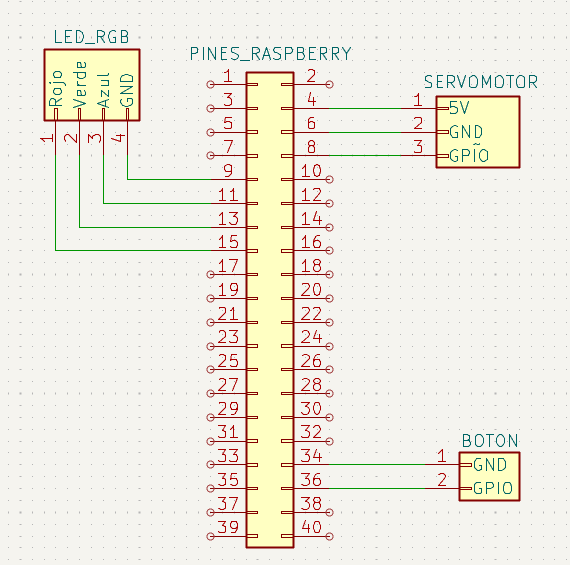 LED_RGB
Rojo
Verde
Azul
GND
1
2
3
4
PINES_RASPBERRY
1 2
3 4
5 6
7 8
9 10
11 12
13 14
15 16
17 18
19 20
21 22
23 24
25 26
27 28
29 30
31 32
33 34
35 36
37 38
39 40
SERVOMOTOR
1 5V
2 GND
3 GPIO
~
BOTON
1 GND
2 GPIO